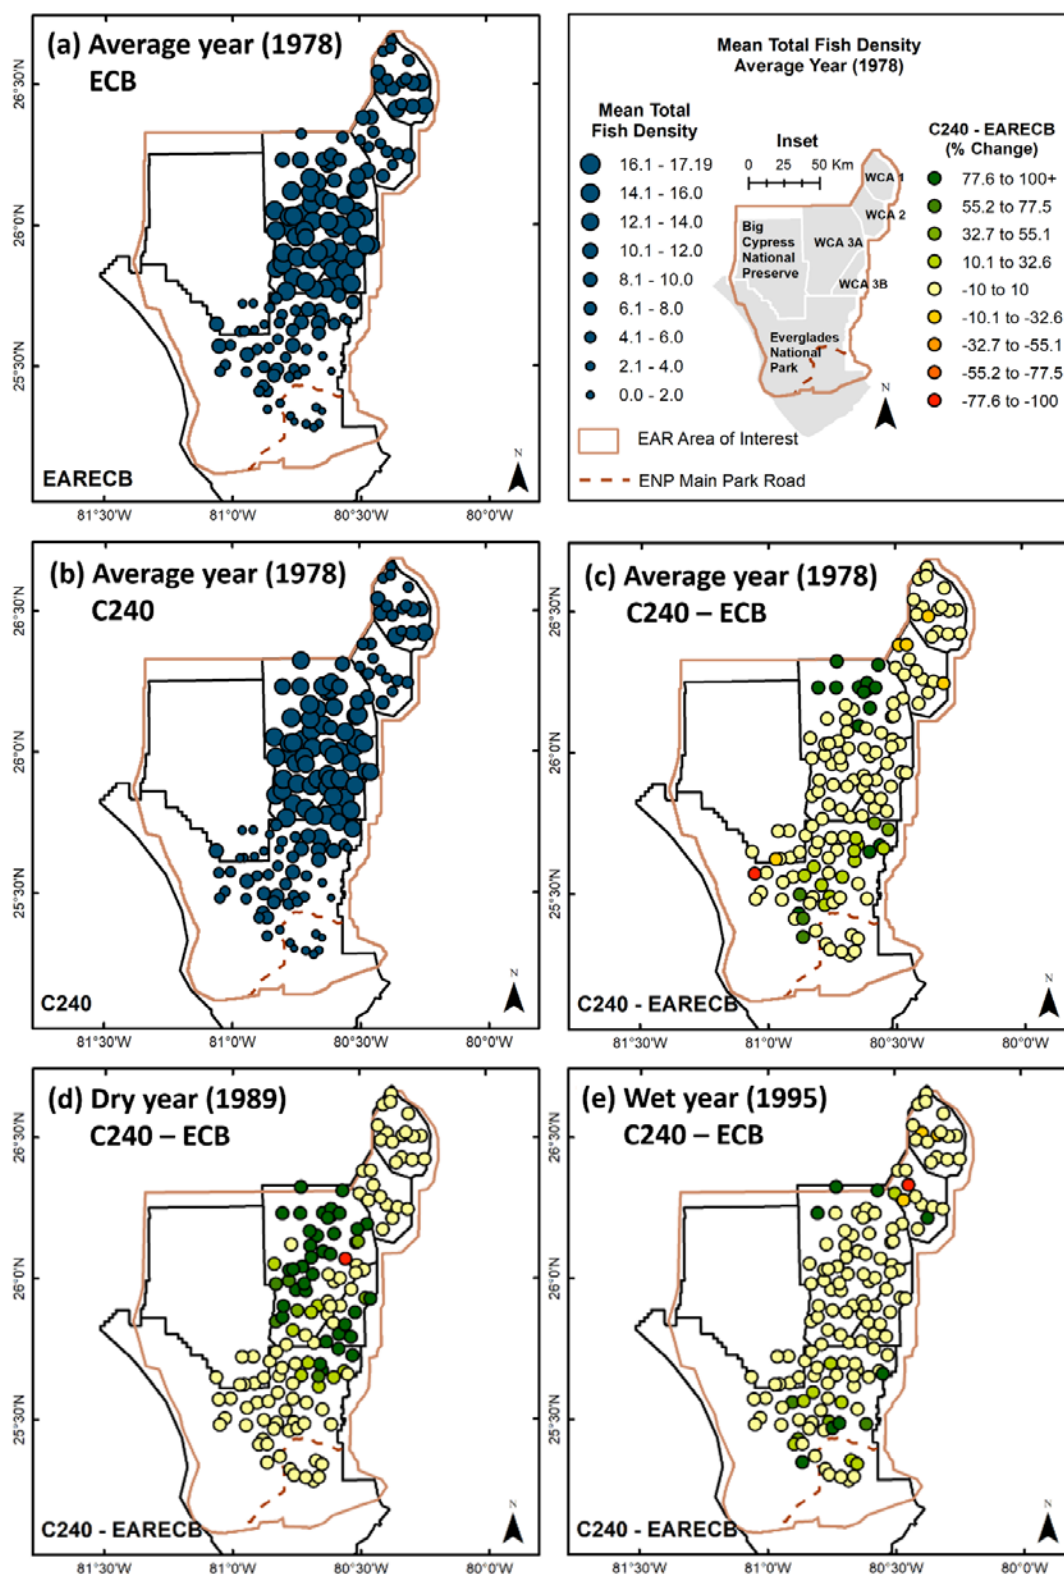 (a) Average year (1978)
ECB
26°30'N
26°0'N
25°30'N
EARECB
N
81°30'W
81°0'W
80°30'W
80°0'W
Mean Total Fish Density
Average Year (1978)
Mean Total
Fish Density
16.1 - 17.19
14.1 - 16.0
12.1 - 14.0
10.1 - 12.0
8.1 - 10.0
6.1 - 8.0
4.1 - 6.0
2.1 - 4.0
0.0 - 2.0
Inset
0 25 50 Km
WCA 1
WCA 2
Big
Cypress
National
Preserve
WCA 3A
WCA 3B
Everglades
National
Park
N
C240 - EARECB
(% Change)
77.6 to 100+
55.2 to 77.5
32.7 to 55.1
10.1 to 32.6
-10 to 10
-10.1 to -32.6
-32.7 to -55.1
-55.2 to -77.5
-77.6 to -100
EAR Area of Interest
ENP Main Park Road
(b) Average year (1978)
C240
26°30'N
26°0'N
25°30'N
C240
N
81°30'W
81°0'W
80°30'W
80°0'W
(c) Average year (1978)
C240 – ECB
26°30'N
26°0'N
25°30'N
C240 - EARECB
N
81°30'W
81°0'W
80°30'W
80°0'W
(d) Dry year (1989)
C240 – ECB
26°30'N
26°0'N
25°30'N
C240 - EARECB
N
81°30'W
81°0'W
80°30'W
80°0'W
(e) Wet year (1995)
C240 – ECB
26°30'N
26°0'N
25°30'N
C240 - EARECB
N
81°30'W
81°0'W
80°30'W
80°0'W